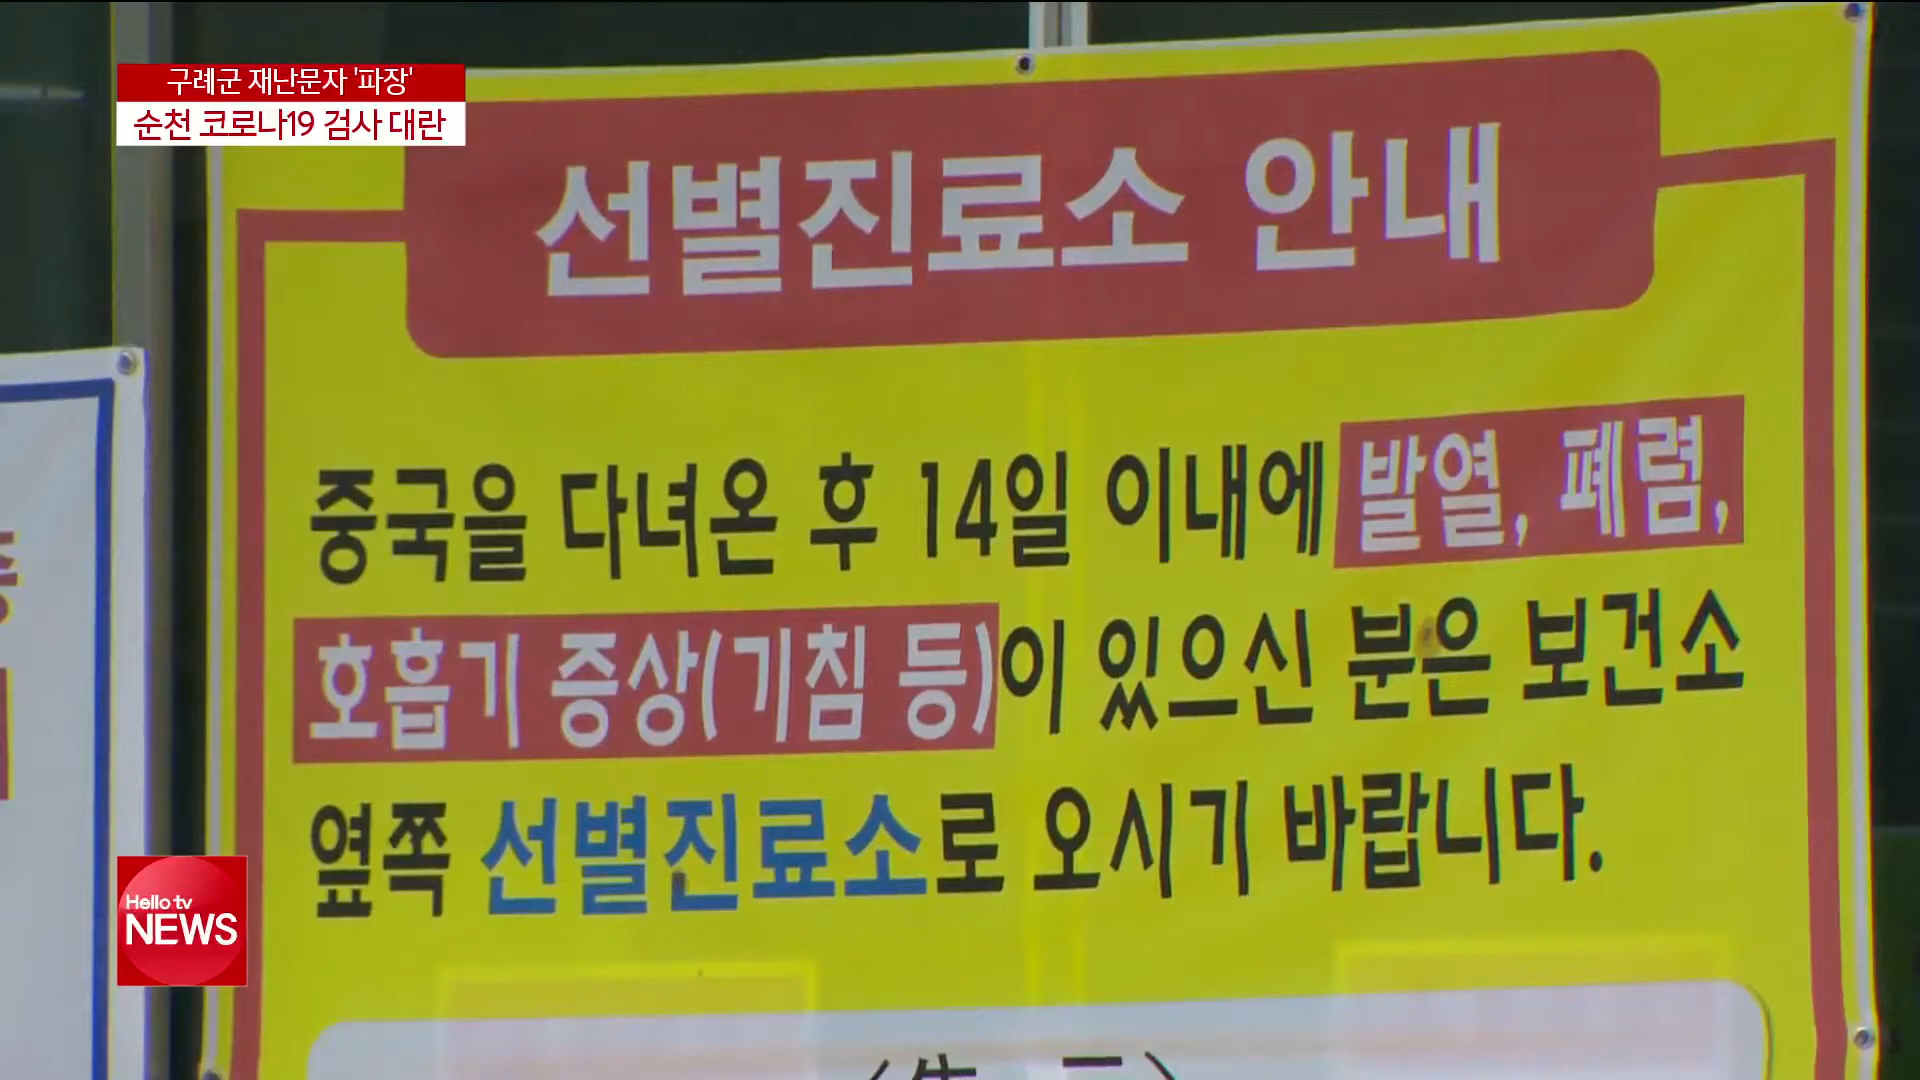 구례군 재난문자 '파장'
순천 코로나19 검사 대란
선별진료소 안내
중국을 다녀온 후 14일 이내에 발열, 폐렴,
호흡기 증상(기침 등)이 있으신 분은 보건소
옆쪽 선별진료소로 오시기 바랍니다.
Hello tv
NEWS